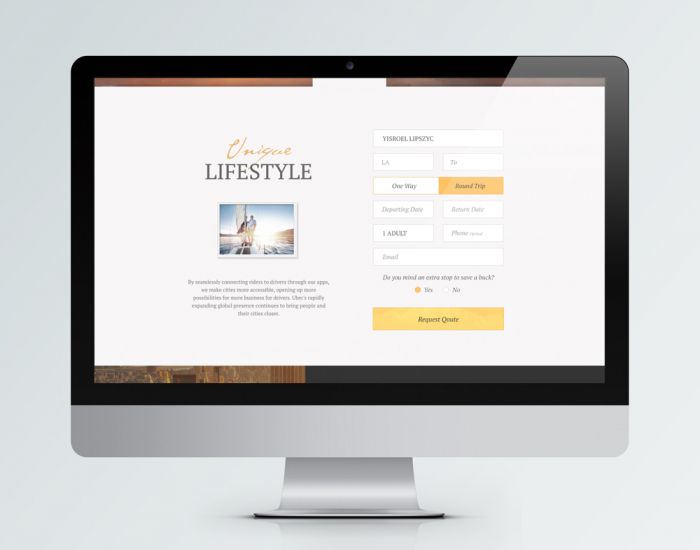 Unique
LIFESTYLE
By seamlessly connecting riders to drivers through our apps,
we make cities more accessible, opening up more
possibilities for more business for drivers. Uber's rapidly
expanding global presence continues to bring people and
their cities closer.
YISROEL LIPSZYC
LA To
One Way Round Trip
Departing Date Return Date
1 ADULT Phone
Email
Do you mind an extra stop to save a buck?
Yes No
Request Qoute